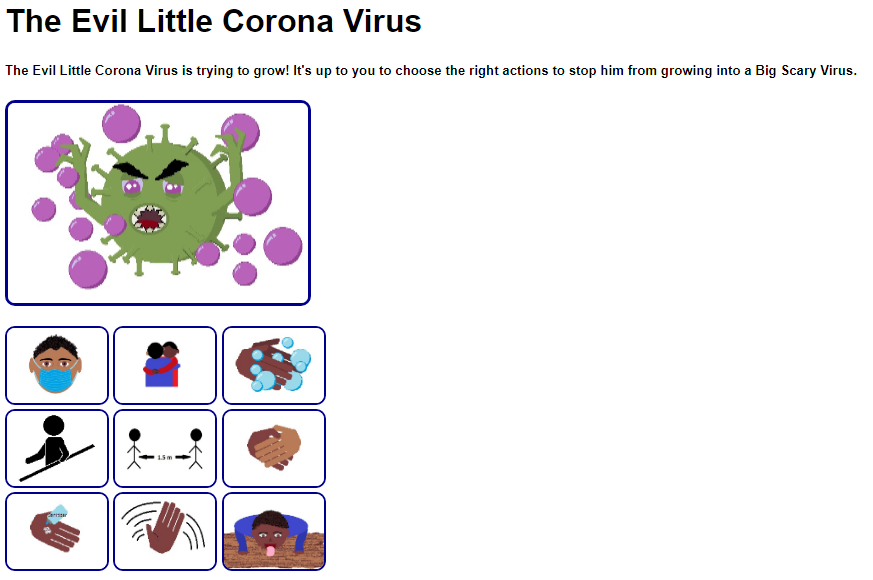 The Evil Little Corona Virus
The Evil Little Corona Virus is trying to grow! It's up to you to choose the right actions to stop him from growing into a Big Scary Virus.
1.5 m